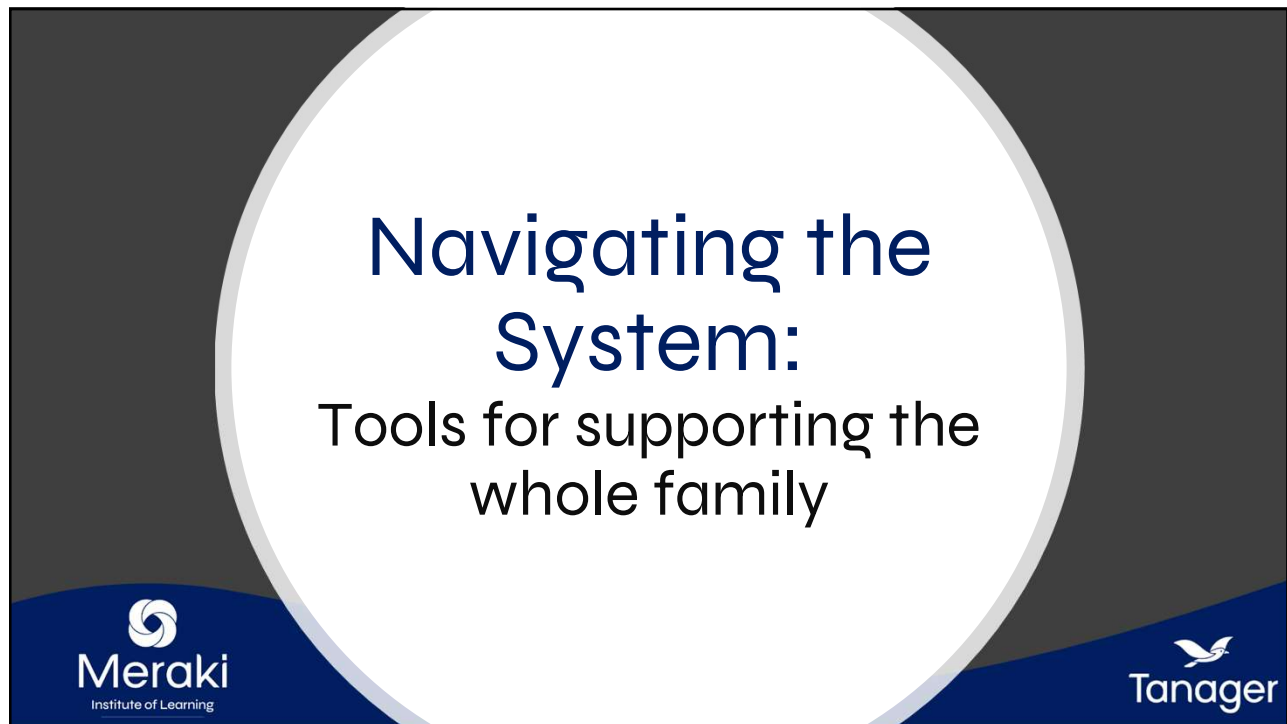 Navigating the
System:
Tools for supporting the
whole family
Meraki
Institute of Learning
Tanager